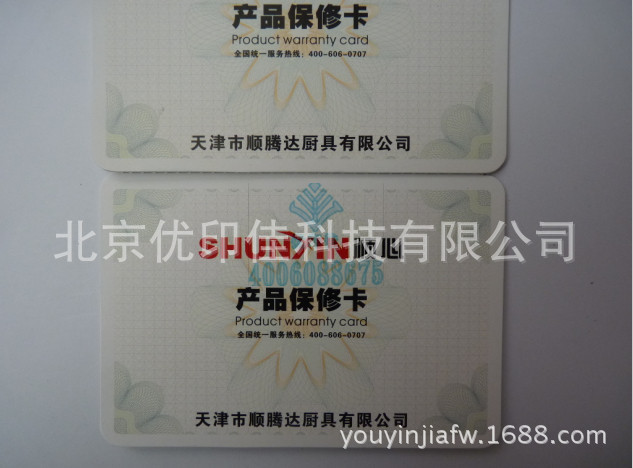 产品保修卡
Product warranty card
全国统一服务热线：400-606-0707
天津市顺腾达厨具有限公司
北京优印佳科技有限公司
4006088675
产品保修卡
Product warranty card
全国统一服务热线：400-606-0707
天津市顺腾达厨具有限公司
youyinjiafw.1688.com